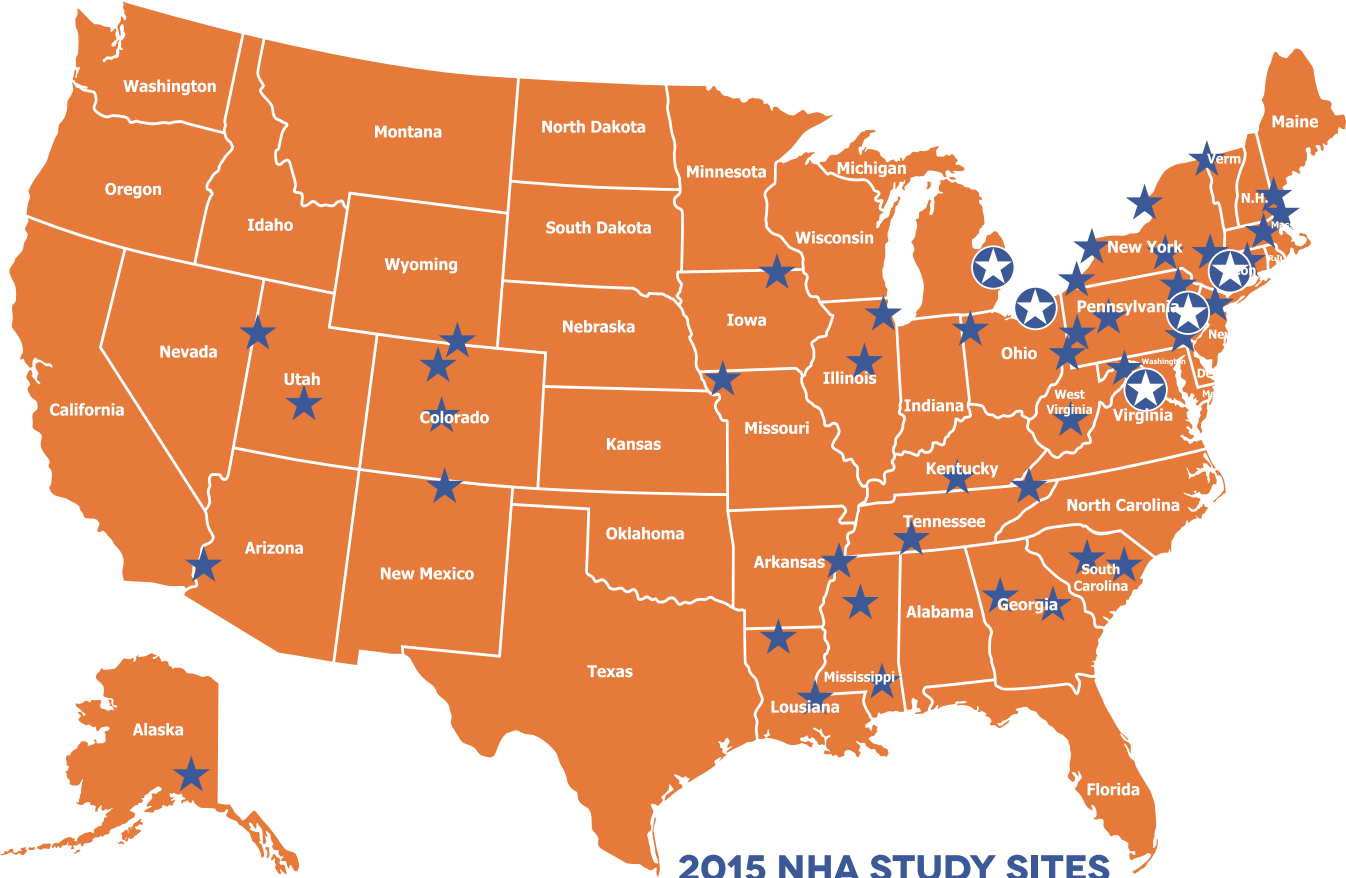 Washington
Montana
North Dakota
Minnesota
Michigan
Maine
Verm
Oregon
Idaho
South Dakota
Wisconsin
N.H.
Mass
Wyoming
New York
Nebraska
Iowa
Pennsylvania
Nevada
Utah
Illinois
Ohio
Ne
Washington
California
Colorado
Kansas
Missouri
Indiana
West
Virginia
Virginia
Kentucky
North Carolina
Tennessee
Oklahoma
Arizona
New Mexico
Arkansas
South
Carolina
Alabama
Georgia
Texas
Mississippi
Lousiana
Alaska
Florida
2015 NHA STUDY SITES